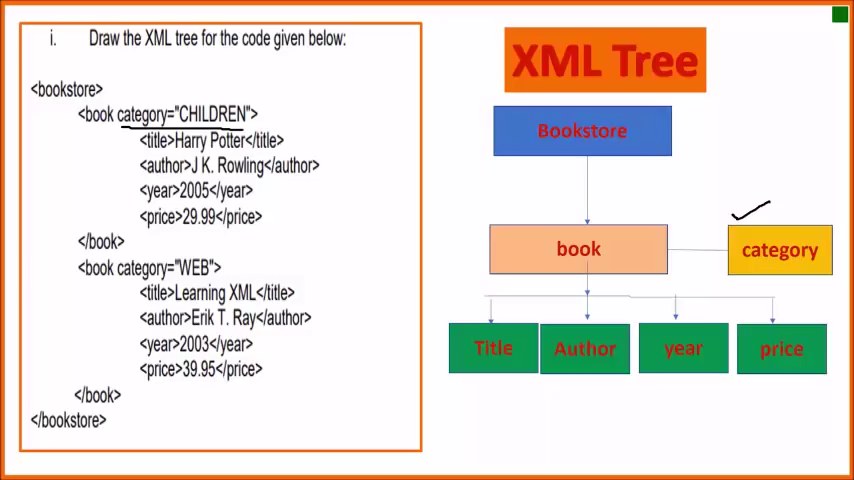 i. Draw the XML tree for the code given below:
<bookstore>
<book category="CHILDREN">
<title>Harry Potter</title>
<author>J K. Rowling</author>
<year>2005</year>
<price>29.99</price>
</book>
<book category="WEB">
<title>Learning XML</title>
<author>Erik T. Ray</author>
<year>2003</year>
<price>39.95</price>
</book>
</bookstore>
XML Tree
Bookstore
book
category
Title
Author
year
price